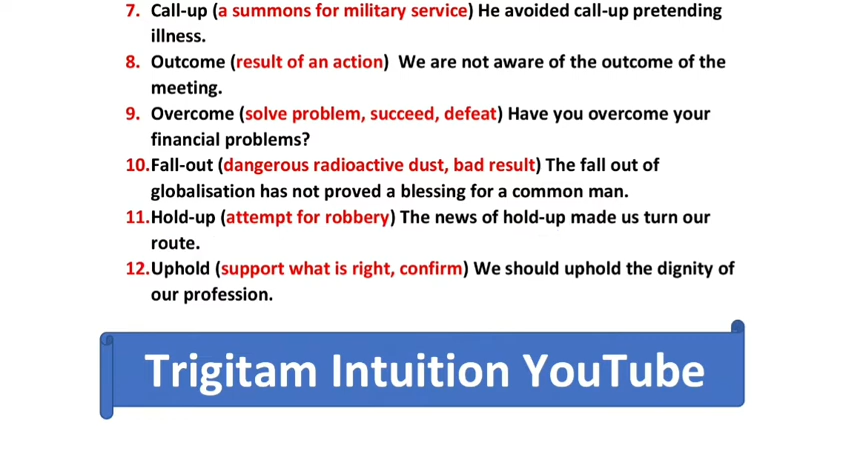 7. Call-up (a summons for military service) He avoided call-up pretending
illness.
8. Outcome (result of an action) We are not aware of the outcome of the
meeting.
9. Overcome (solve problem, succeed, defeat) Have you overcome your
financial problems?
10. Fall-out (dangerous radioactive dust, bad result) The fall out of
globalisation has not proved a blessing for a common man.
11. Hold-up (attempt for robbery) The news of hold-up made us turn our
route.
12. Uphold (support what is right, confirm) We should uphold the dignity of
our profession.
Trigitam Intuition YouTube